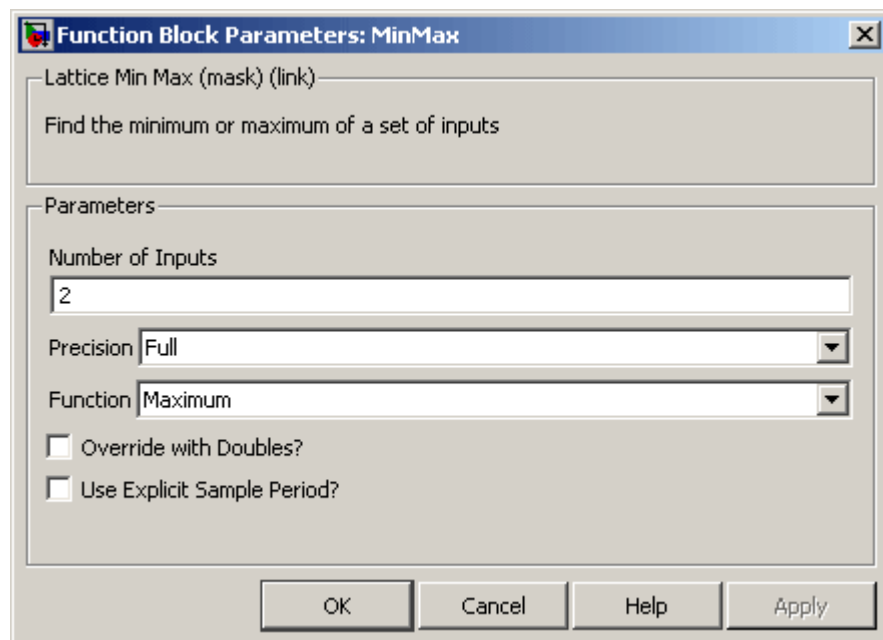 Function Block Parameters: MinMax
Lattice Min Max (mask) (link)
Find the minimum or maximum of a set of inputs
Parameters
Number of Inputs
2
Precision Full
Function Maximum
Override with Doubles?
Use Explicit Sample Period?
OK Cancel Help Apply